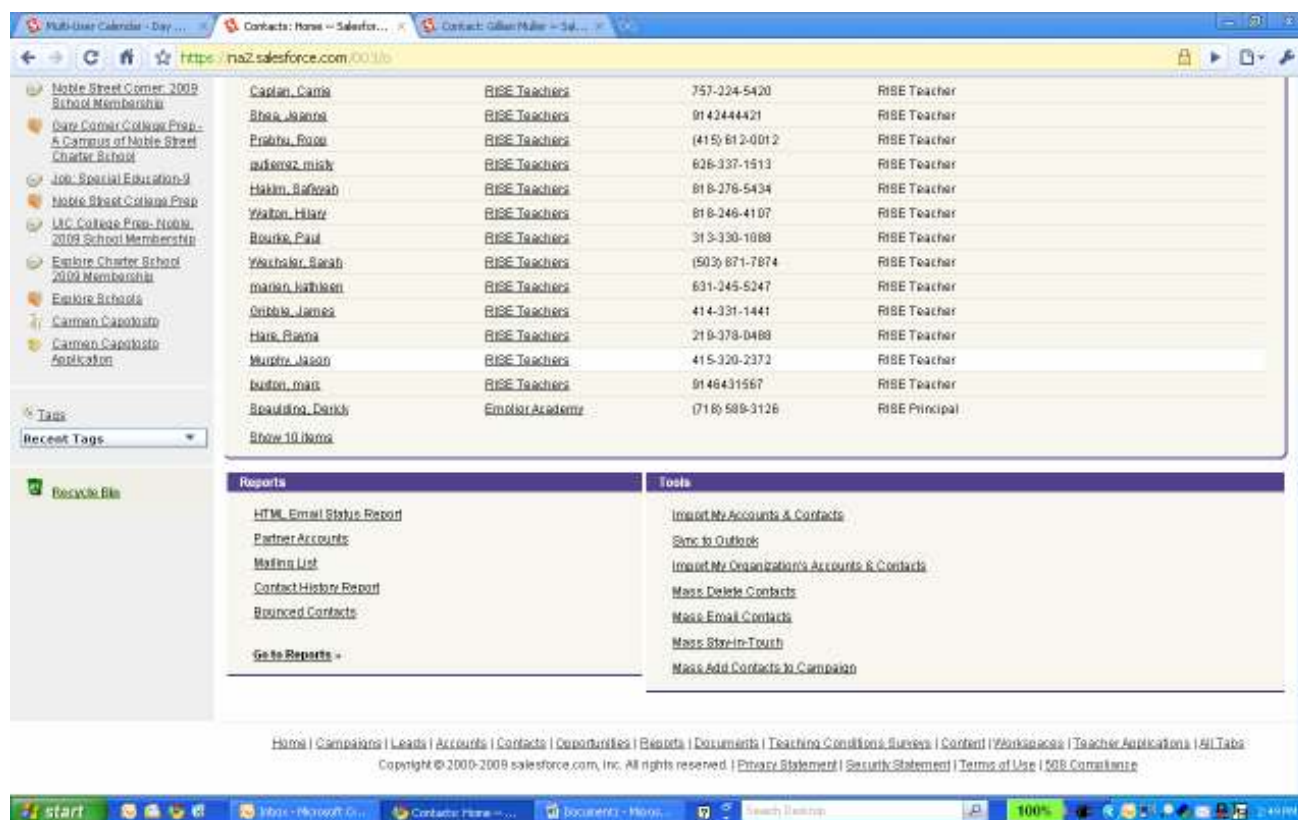 Multi-User Calendar - Day ...
Contacts: Home ~ Salesfor...
Contact: Gillian Muller ~ Sal...
https://na2.salesforce.com/003/o
Noble Street Comer: 2009
School Membership
Gary Comer College Prep -
A Campus of Noble Street
Charter School
Job: Special Education-9
Noble Street College Prep
UIC College Prep- Noble.
2009 School Membership
Explore Charter School
2009 Membership
Explore Schools
Carmen Capotosto
Carmen Capotosto
Application
Tags
Recent Tags
Recycle Bin
Caplan, Carrie RISE Teachers 757-224-5420 RISE Teacher
Shea, Jeanne RISE Teachers 9142444421 RISE Teacher
Prabhu, Roop RISE Teachers (415) 612-0012 RISE Teacher
gutierrez, misty RISE Teachers 626-337-1513 RISE Teacher
Hakim, Safiyyah RISE Teachers 818-276-5434 RISE Teacher
Walton, Hilary RISE Teachers 818-246-4107 RISE Teacher
Bourke, Paul RISE Teachers 313-330-1088 RISE Teacher
Wechsler, Sarah RISE Teachers (503) 871-7874 RISE Teacher
marien, kathleen RISE Teachers 631-245-5247 RISE Teacher
Gribble, James RISE Teachers 414-331-1441 RISE Teacher
Hare, Rayna RISE Teachers 219-378-0488 RISE Teacher
Murphy, Jason RISE Teachers 415-320-2372 RISE Teacher
buxton, marc RISE Teachers 9146431567 RISE Teacher
Spaulding, Derick Emolior Academy (718) 589-3126 RISE Principal
Show 10 items
Reports
HTML Email Status Report
Partner Accounts
Mailing List
Contact History Report
Bounced Contacts
Go to Reports »
Tools
Import My Accounts & Contacts
Sync to Outlook
Import My Organization's Accounts & Contacts
Mass Delete Contacts
Mass Email Contacts
Mass Stay-in-Touch
Mass Add Contacts to Campaign
Home | Campaigns | Leads | Accounts | Contacts | Opportunities | Reports | Documents | Teaching Conditions Surveys | Content | Workspaces | Teacher Applications | All Tabs
Copyright © 2000-2009 salesforce.com, inc. All rights reserved. | Privacy Statement | Security Statement | Terms of Use | 508 Compliance
start
Inbox - Microsoft O...
Contacts: Home ~ ...
Document1 - Micros...
Search Desktop
100%
2:49 PM